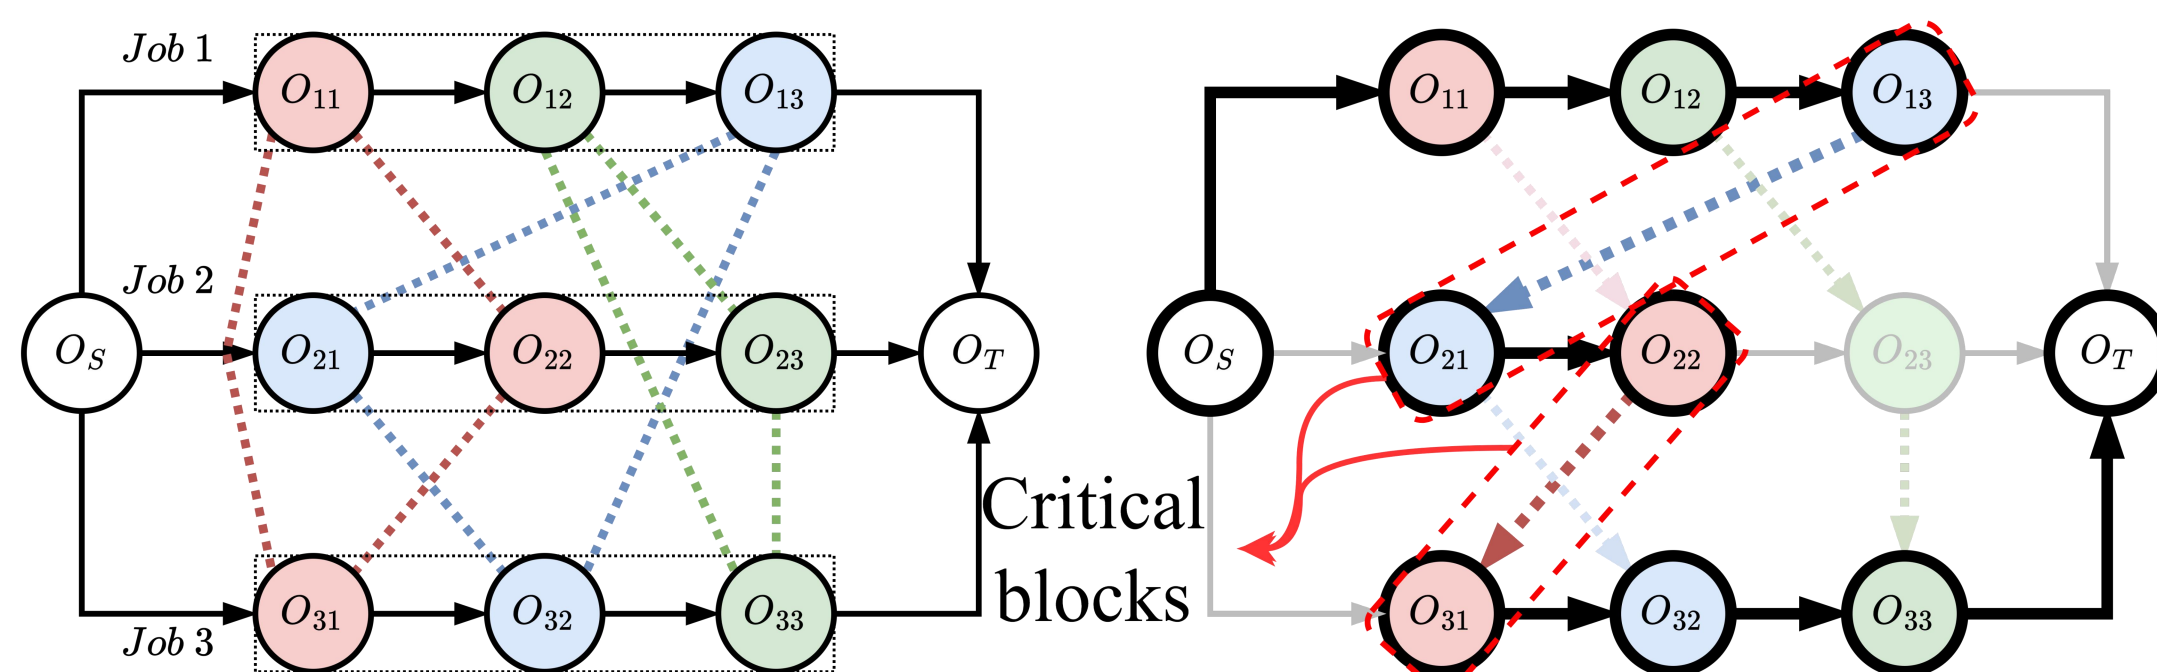 Job 1
O11 O12 O13
Job 2
OS O21 O22 O23 OT
O31 O32 O33
Job 3
O11 O12 O13
OS O21 O22 O23 OT
Critical
blocks
O31 O32 O33